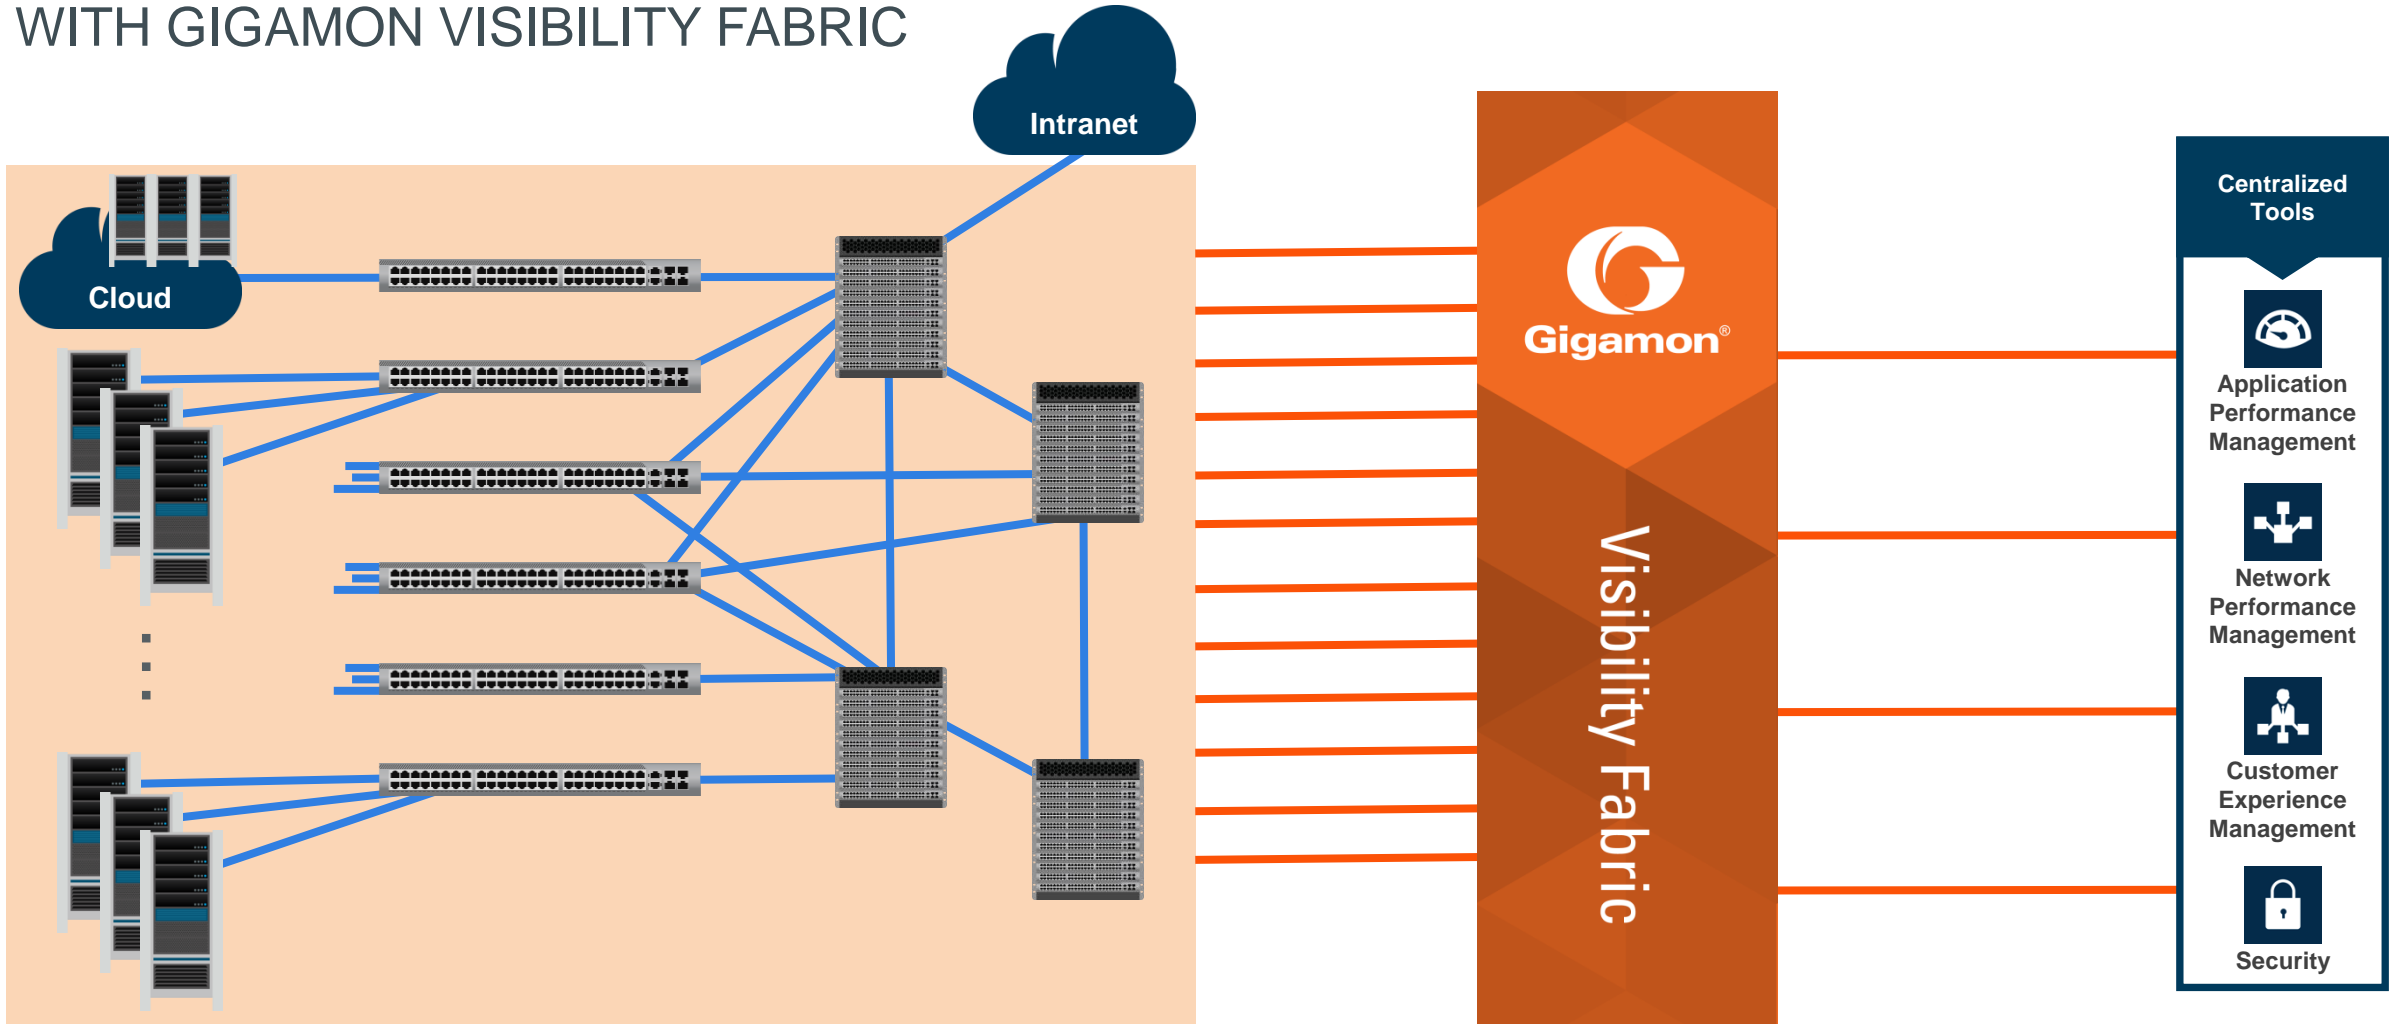 WITH GIGAMON VISIBILITY FABRIC
Intranet
Cloud
Gigamon®
Visibility Fabric
Centralized
Tools
Application
Performance
Management
Network
Performance
Management
Customer
Experience
Management
Security